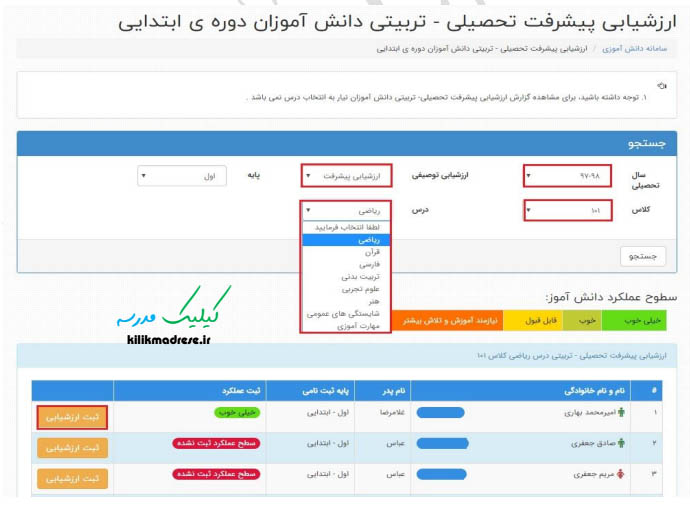 ارزشیابی پیشرفت تحصیلی - تربیتی دانش آموزان دوره ی ابتدایی
سامانه دانش آموزی / ارزشیابی پیشرفت تحصیلی - تربیتی دانش آموزان دوره ی ابتدایی
۱. توجه داشته باشید، برای مشاهده گزارش ارزشیابی پیشرفت تحصیلی- تربیتی دانش آموزان نیاز به انتخاب درس نمی باشد .
جستجو
سال تحصیلی ۹۷-۹۸ ارزشیابی توصیفی ارزشیابی پیشرفت پایه اول
کلاس ۱۰۱ درس ریاضی
لطفا انتخاب فرمایید
ریاضی
قرآن
فارسی
تربیت بدنی
علوم تجربی
هنر
شایستگی های عمومی
مهارت آموزی
جستجو
سطوح عملکرد دانش آموز:
خیلی خوب خوب قابل قبول نیازمند آموزش و تلاش بیشتر
کیلیک مدرسه
kilikmadrese.ir
ارزشیابی پیشرفت تحصیلی - تربیتی درس ریاضی کلاس ۱۰۱
# نام و نام خانوادگی نام پدر پایه ثبت نامی ثبت عملکرد
۱ امیرمحمد بهاری غلامرضا اول - ابتدایی خیلی خوب ثبت ارزشیابی
۲ صادق جعفری عباس اول - ابتدایی سطح عملکرد ثبت نشده ثبت ارزشیابی
۳ مریم جعفری عباس اول - ابتدایی سطح عملکرد ثبت نشده ثبت ارزشیابی